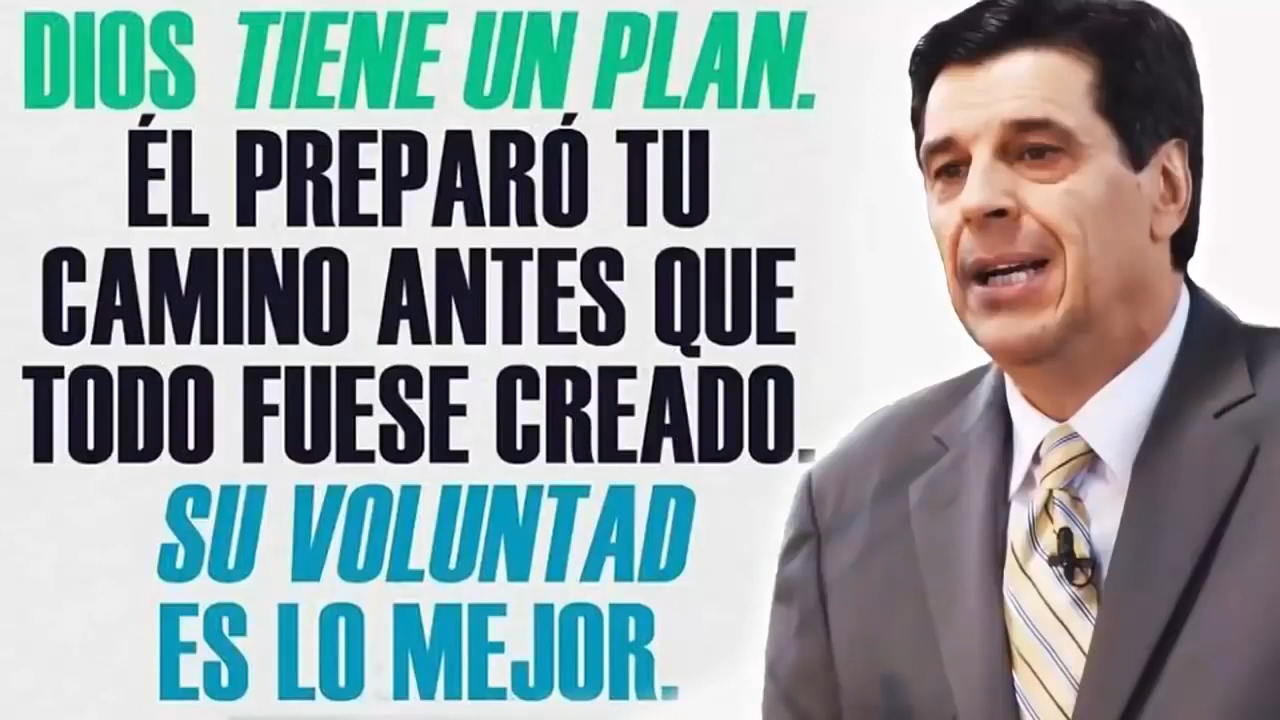 DIOS TIENE UN PLAN.
ÉL PREPARÓ TU
CAMINO ANTES QUE
TODO FUESE CREADO.
SU VOLUNTAD
ES LO MEJOR.